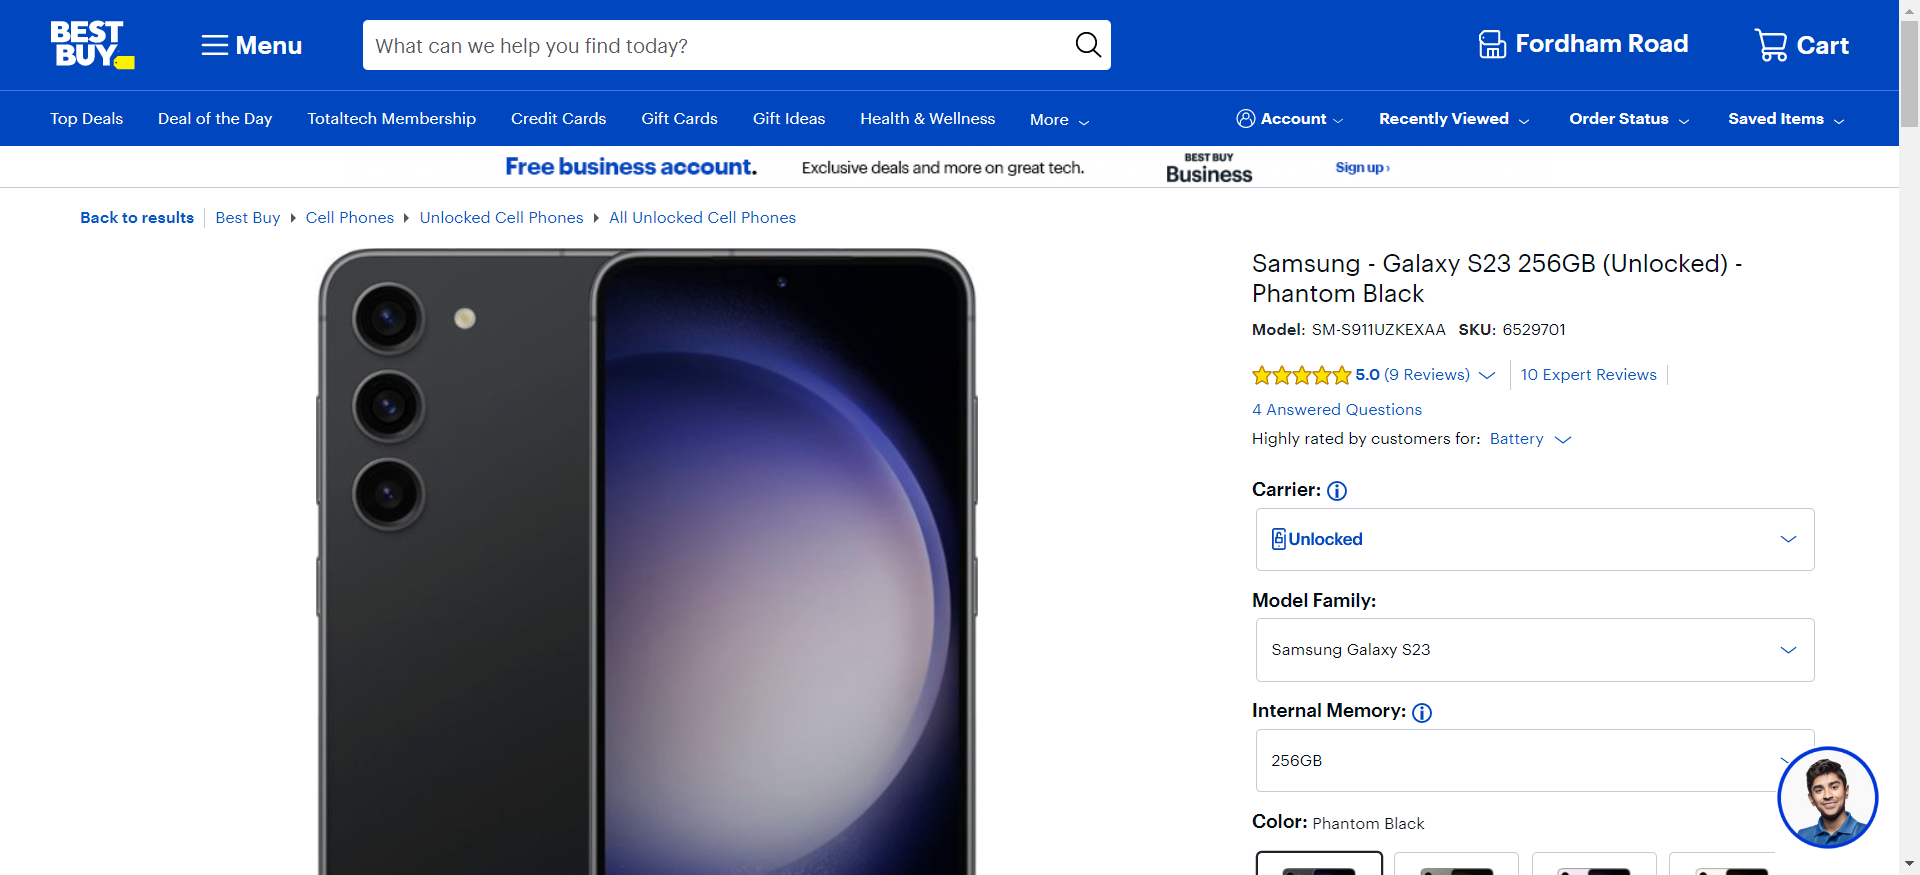 BEST
BUY
Menu
What can we help you find today?
Fordham Road
Cart
Top Deals
Deal of the Day
Totaltech Membership
Credit Cards
Gift Cards
Gift Ideas
Health & Wellness
More
Account
Recently Viewed
Order Status
Saved Items
Free business account.
Exclusive deals and more on great tech.
BEST BUY
Business
Sign up ›
Back to results
Best Buy
Cell Phones
Unlocked Cell Phones
All Unlocked Cell Phones
Samsung - Galaxy S23 256GB (Unlocked) -
Phantom Black
Model: SM-S911UZKEXAA SKU: 6529701
5.0 (9 Reviews)
10 Expert Reviews
4 Answered Questions
Highly rated by customers for: Battery
Carrier:
Unlocked
Model Family:
Samsung Galaxy S23
Internal Memory:
256GB
Color: Phantom Black